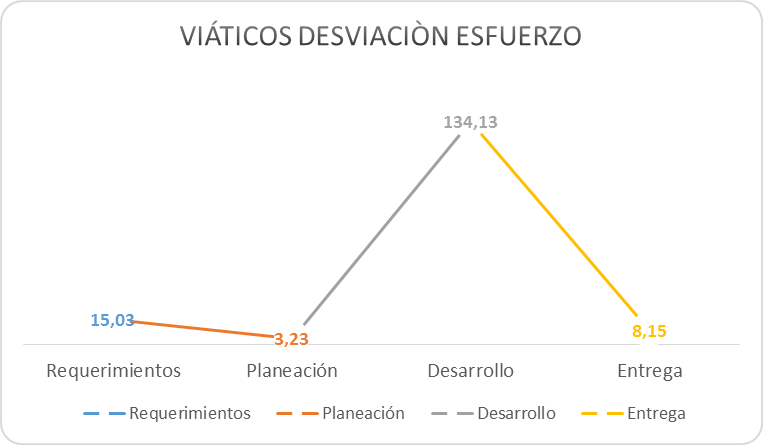 VIÁTICOS DESVIACIÒN ESFUERZO
134,13
15,03
3,23
8,15
Requerimientos Planeación Desarrollo Entrega
Requerimientos Planeación Desarrollo Entrega